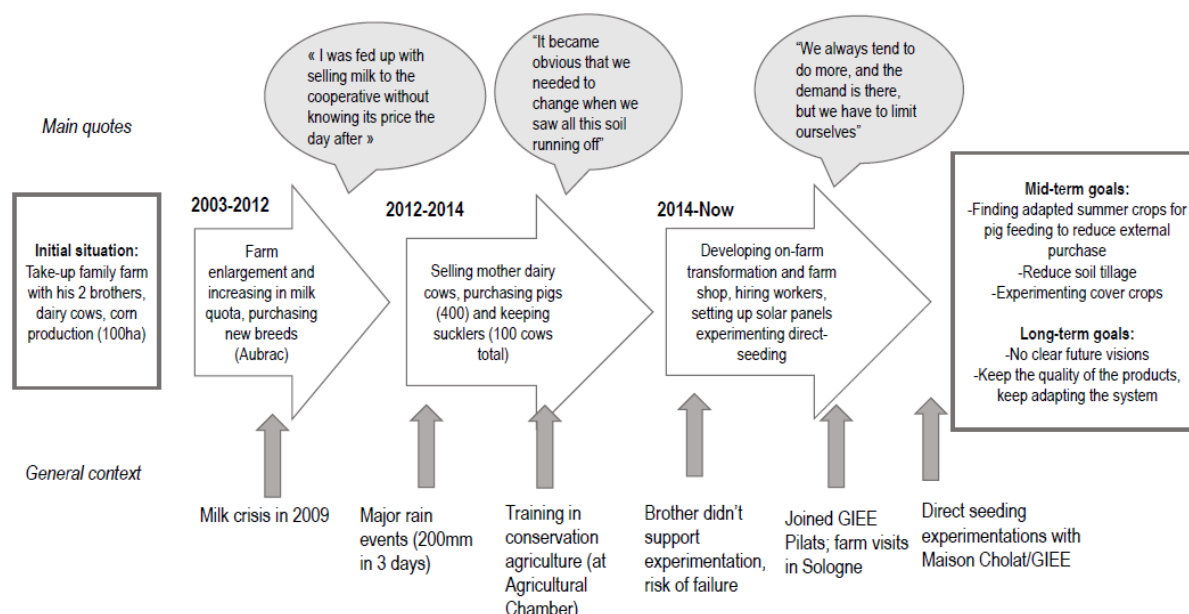 Main quotes
« I was fed up with
selling milk to the
cooperative without
knowing its price the
day after »
“It became
obvious that we
needed to
change when we
saw all this soil
running off”
“We always tend to
do more, and the
demand is there,
but we have to limit
ourselves”
Initial situation:
Take-up family farm
with his 2 brothers,
dairy cows, corn
production (100ha)
2003-2012
Farm
enlargement and
increasing in milk
quota, purchasing
new breeds
(Aubrac)
2012-2014
Selling mother dairy
cows, purchasing pigs
(400) and keeping
sucklers (100 cows
total)
2014-Now
Developing on-farm
transformation and farm
shop, hiring workers,
setting up solar panels
experimenting direct-
seeding
Mid-term goals:
-Finding adapted summer crops for
pig feeding to reduce external
purchase
-Reduce soil tillage
-Experimenting cover crops
Long-term goals:
-No clear future visions
-Keep the quality of the products,
keep adapting the system
General context
Milk crisis in 2009
Major rain
events (200mm
in 3 days)
Training in
conservation
agriculture (at
Agricultural
Chamber)
Brother didn’t
support
experimentation,
risk of failure
Joined GIEE
Pilats; farm visits
in Sologne
Direct seeding
experimentations with
Maison Cholat/GIEE